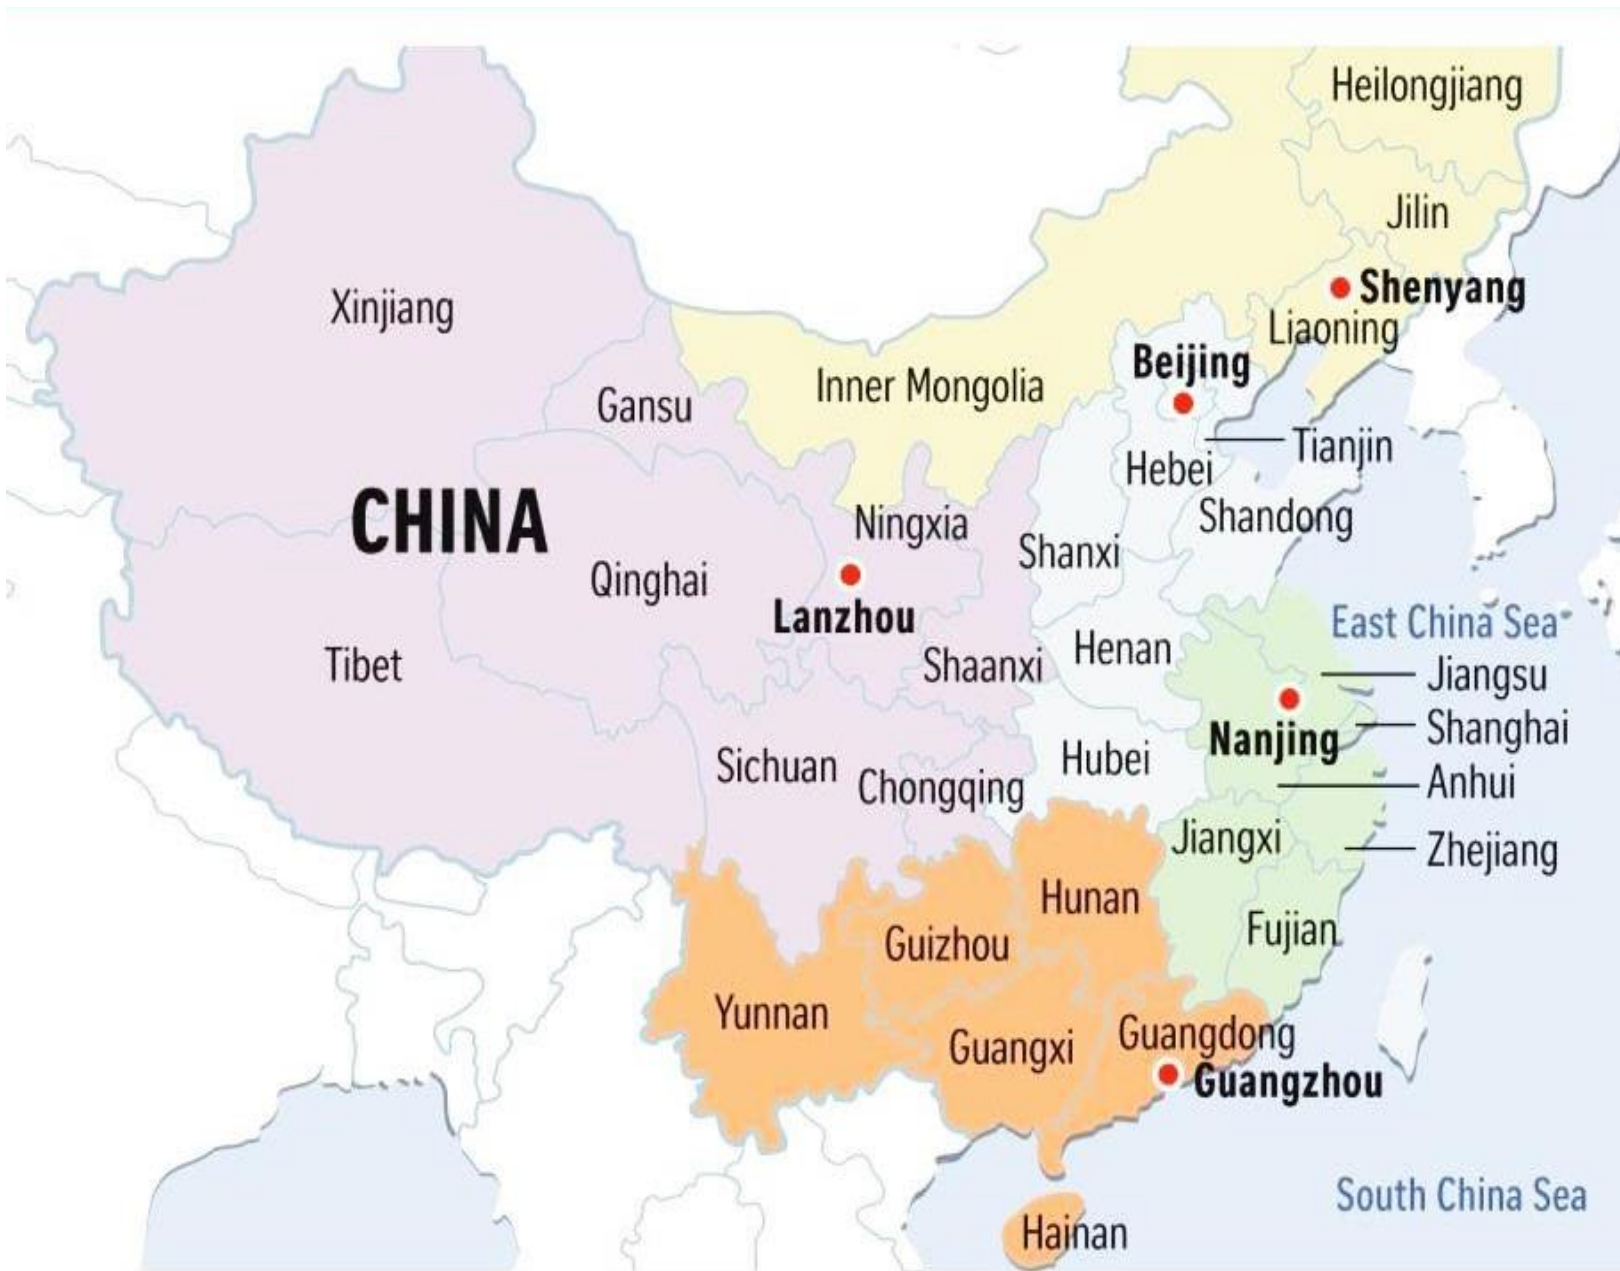 Heilongjiang
Jilin
Shenyang
Liaoning
Xinjiang
Beijing
Inner Mongolia
Gansu
Tianjin
Hebei
CHINA
Shandong
Ningxia
Shanxi
Qinghai
Lanzhou
East China Sea
Henan
Tibet
Shaanxi
Jiangsu
Shanghai
Nanjing
Hubei
Sichuan
Chongqing
Anhui
Jiangxi
Zhejiang
Hunan
Fujian
Guizhou
Yunnan
Guangdong
Guangxi
Guangzhou
South China Sea
Hainan